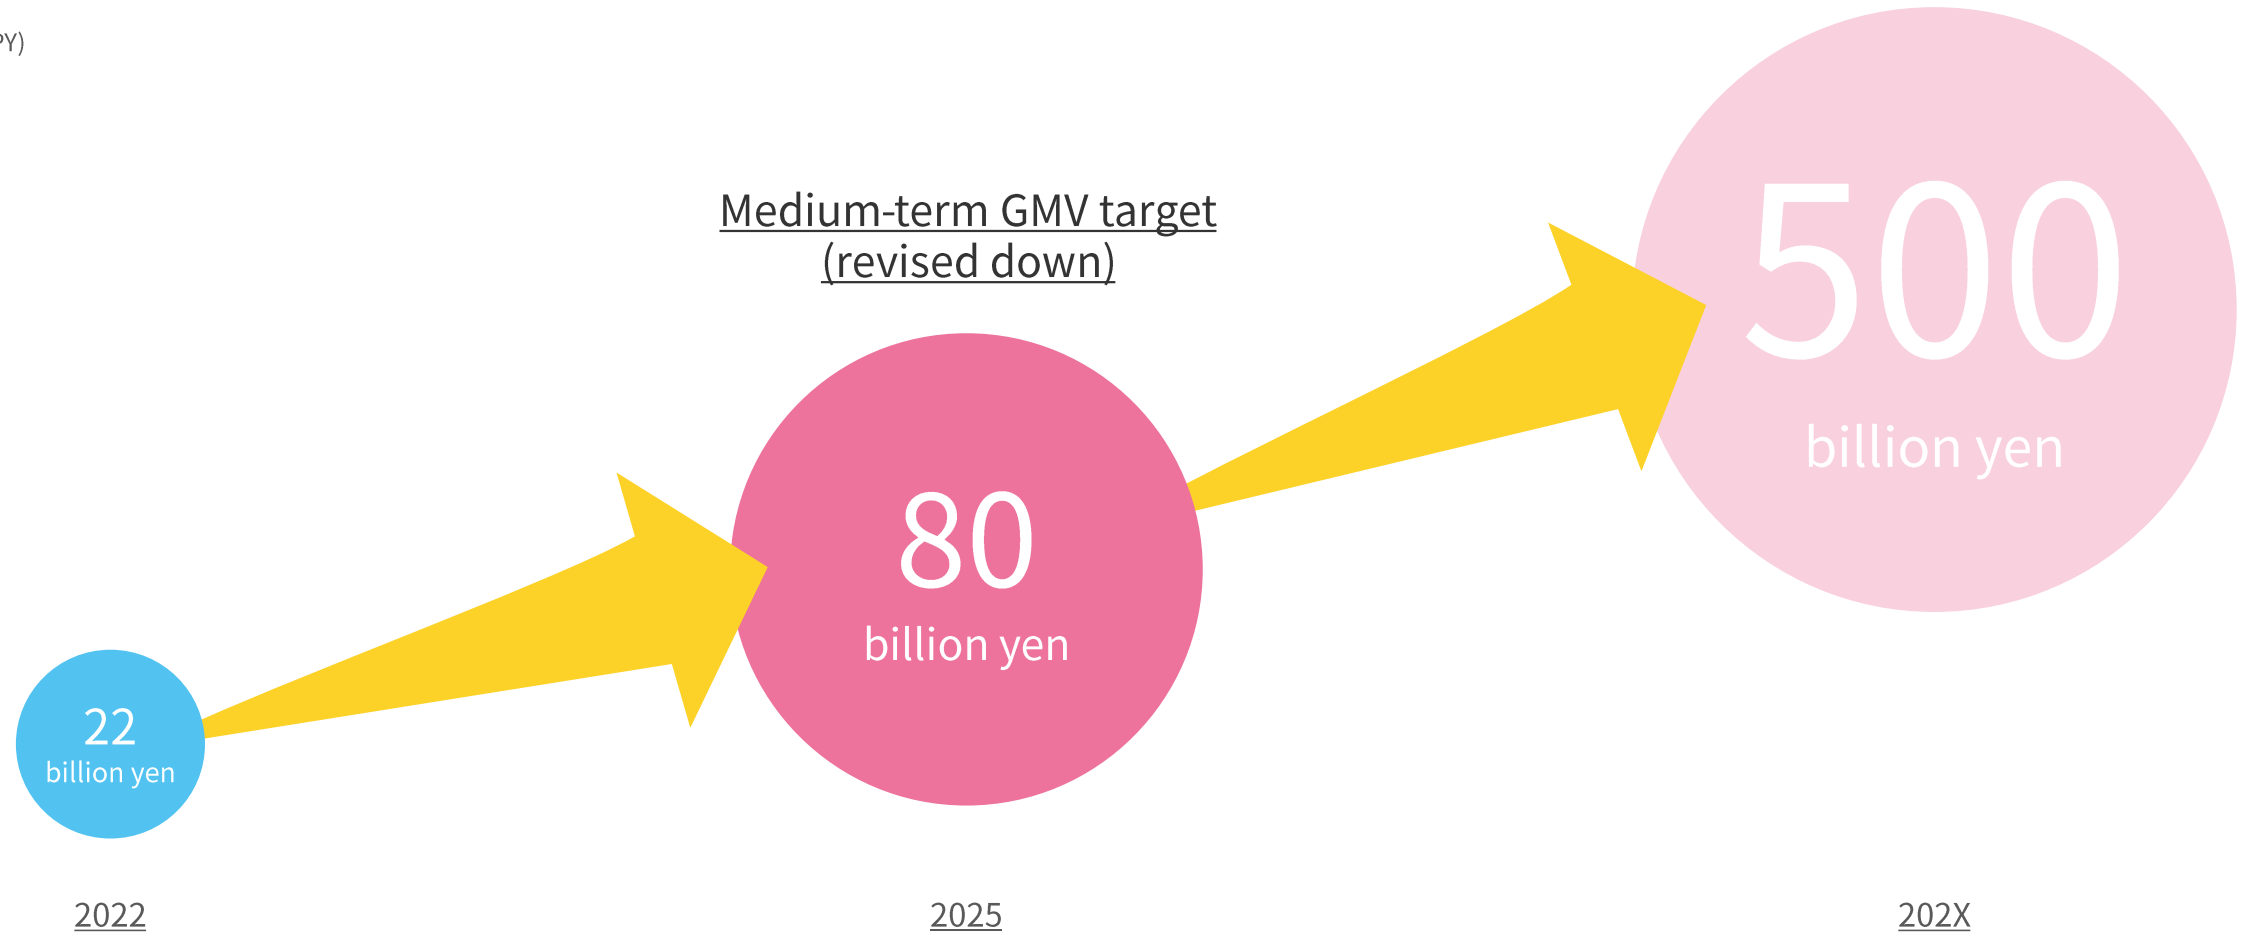 PY)
Medium-term GMV target
(revised down)
500
billion yen
80
billion yen
22
billion yen
2022
2025
202X